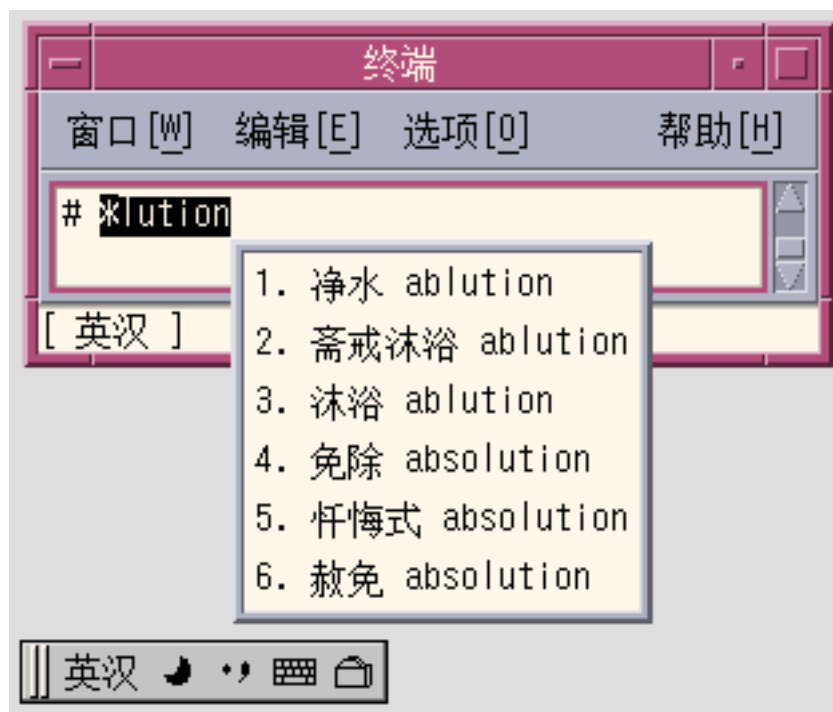 终端
窗口[W] 编辑[E] 选项[O] 帮助[H]
# *lution
1. 净水 ablution
2. 斋戒沐浴 ablution
3. 沐浴 ablution
4. 免除 absolution
5. 忏悔式 absolution
6. 赦免 absolution
[ 英汉 ]
英汉